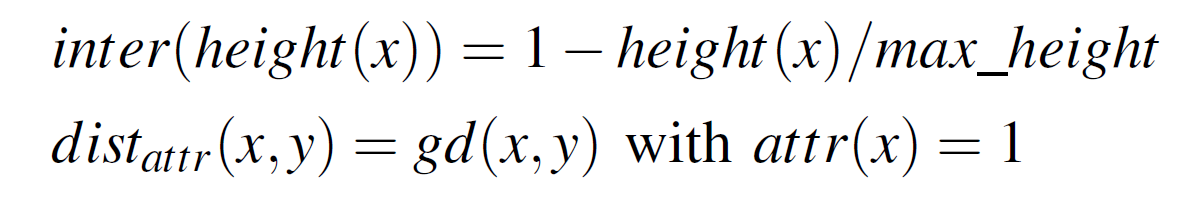 inter(height(x)) = 1 − height(x)/max_height
dist_attr(x,y) = gd(x,y) with attr(x) = 1